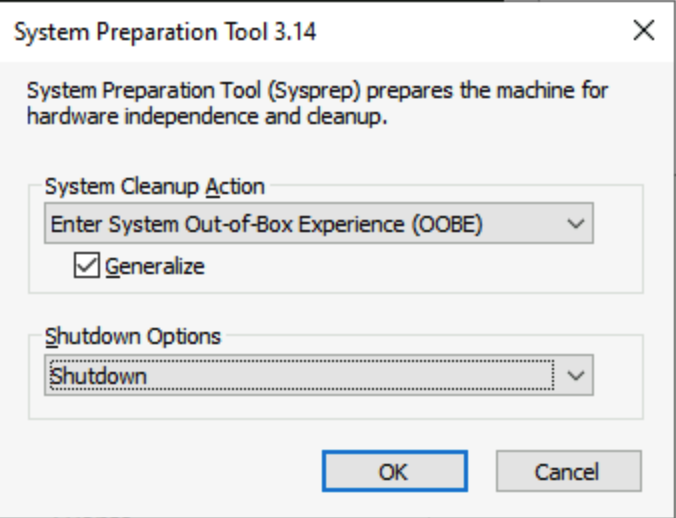 System Preparation Tool 3.14
System Preparation Tool (Sysprep) prepares the machine for
hardware independence and cleanup.
System Cleanup Action
Enter System Out-of-Box Experience (OOBE)
Generalize
Shutdown Options
Shutdown
OK
Cancel